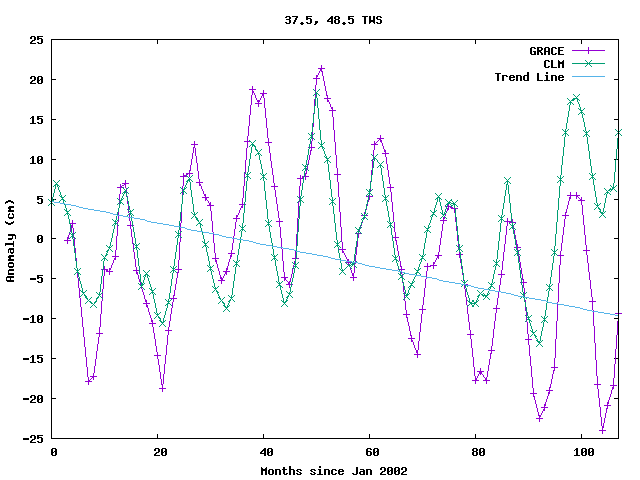 37.5, 48.5 TWS
GRACE
CLM
Trend Line
Anomaly (cm)
25
20
15
10
5
0
-5
-10
-15
-20
-25
0 20 40 60 80 100
Months since Jan 2002